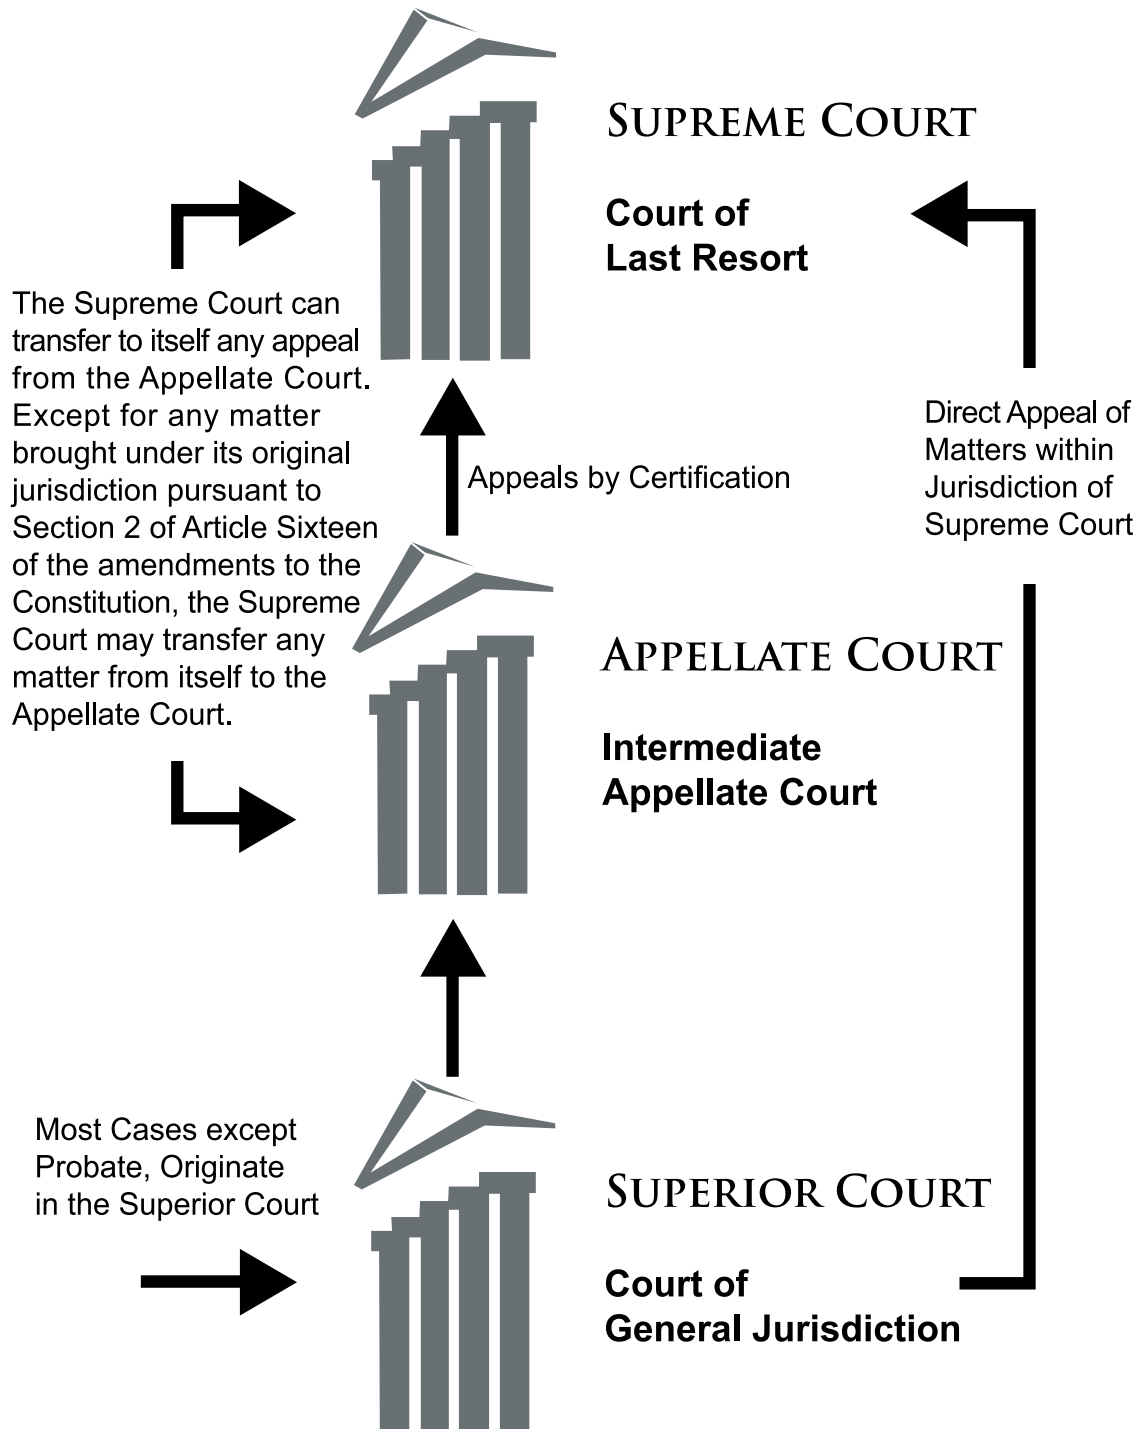 SUPREME COURT
Court of
Last Resort
The Supreme Court can
transfer to itself any appeal
from the Appellate Court.
Except for any matter
brought under its original
jurisdiction pursuant to
Section 2 of Article Sixteen
of the amendments to the
Constitution, the Supreme
Court may transfer any
matter from itself to the
Appellate Court.
Appeals by Certification
Direct Appeal of
Matters within
Jurisdiction of
Supreme Court
APPELLATE COURT
Intermediate
Appellate Court
Most Cases except
Probate, Originate
in the Superior Court
SUPERIOR COURT
Court of
General Jurisdiction